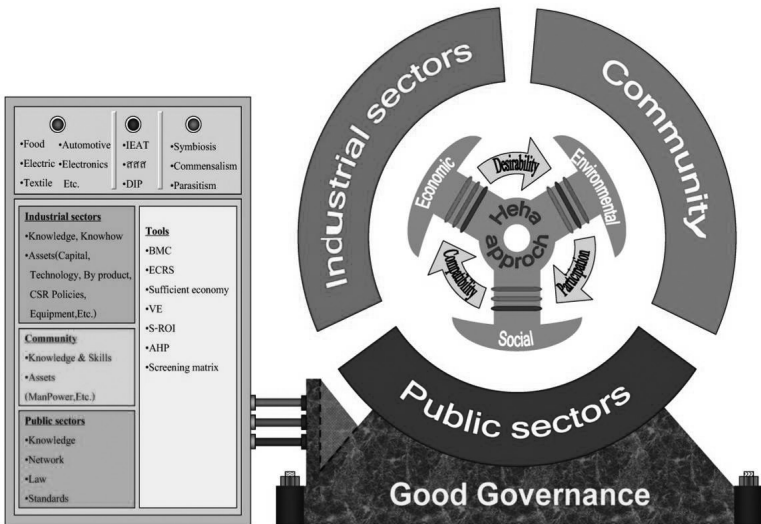 •Food •Automotive
•Electric •Electronics
•Textile Etc.
•IEAT
•สสส
•DIP
•Symbiosis
•Commensalism
•Parasitism
Industrial sectors
•Knowledge, Knowhow
•Assets(Capital,
Technology, By product,
CSR Policies,
Equipment,Etc.)
Community
•Knowledge & Skills
•Assets
(ManPower,Etc.)
Public sectors
•Knowledge
•Network
•Law
•Standards
Tools
•BMC
•ECRS
•Sufficient economy
•VE
•S-ROI
•AHP
•Screening matrix
Industrial sectors
Community
Economic
Desirability
Environmental
Heha
approch
Compatibility
Participation
Social
Public sectors
Good Governance